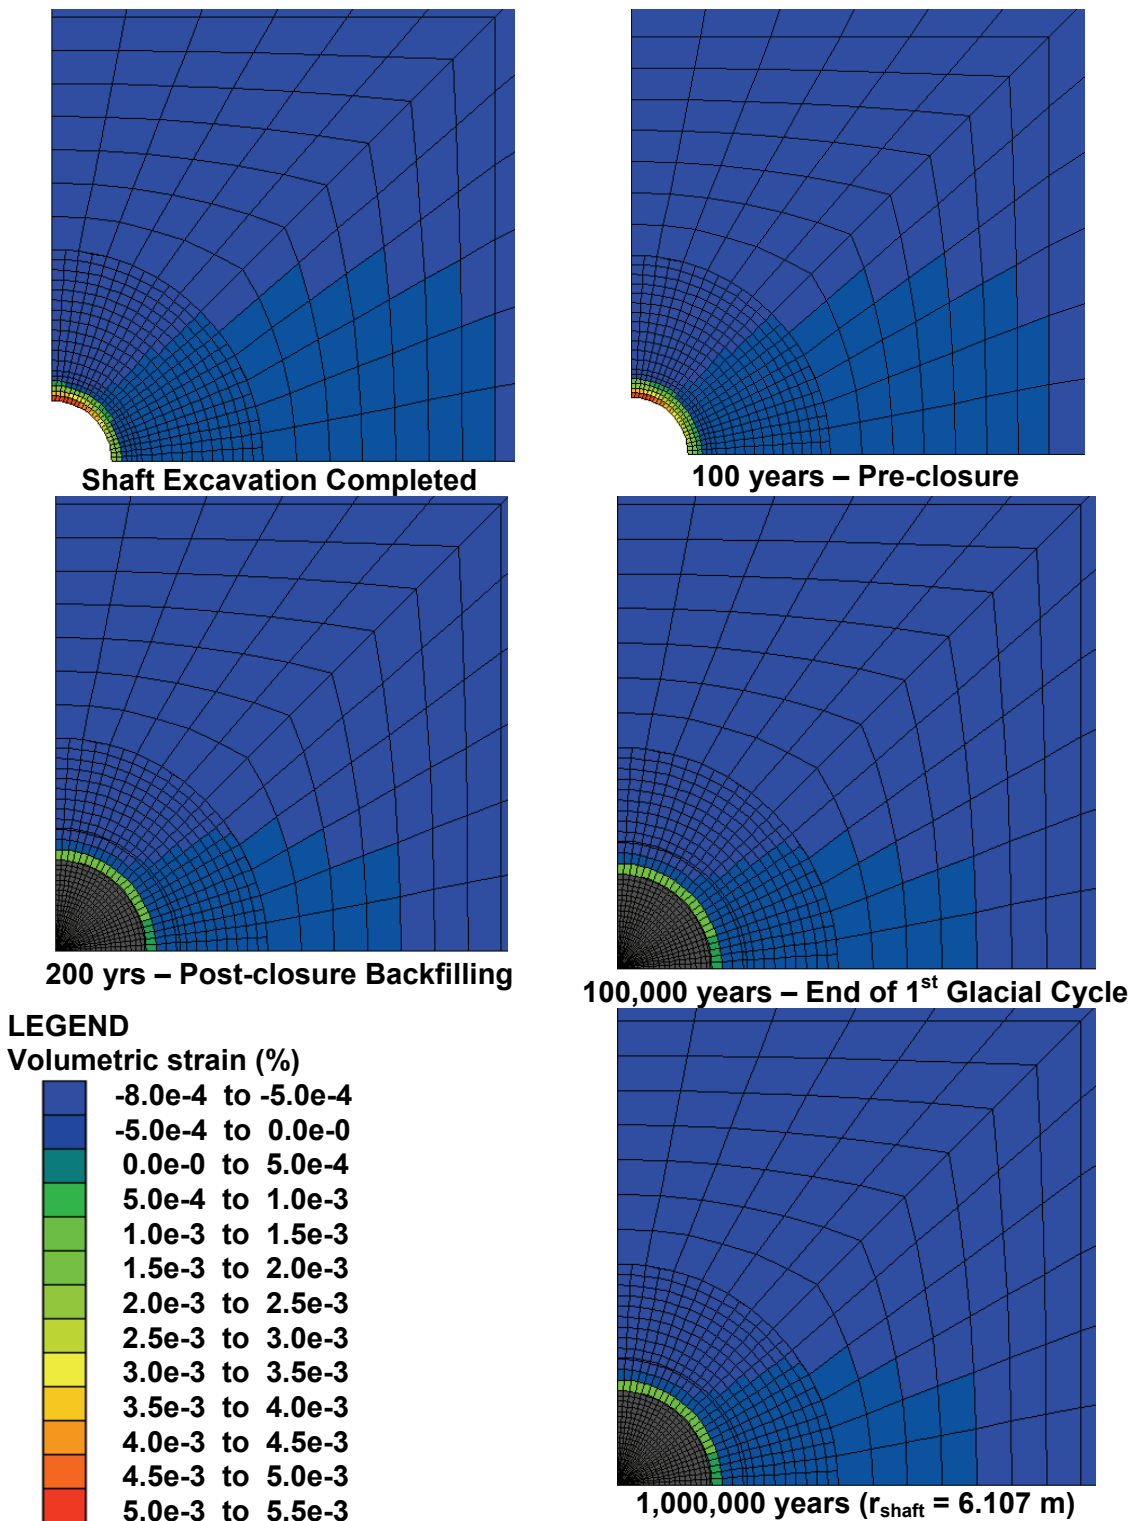 Shaft Excavation Completed
100 years – Pre-closure
200 yrs – Post-closure Backfilling
100,000 years – End of 1st Glacial Cycle
LEGEND
Volumetric strain (%)
-8.0e-4 to -5.0e-4
-5.0e-4 to 0.0e-0
0.0e-0 to 5.0e-4
5.0e-4 to 1.0e-3
1.0e-3 to 1.5e-3
1.5e-3 to 2.0e-3
2.0e-3 to 2.5e-3
2.5e-3 to 3.0e-3
3.0e-3 to 3.5e-3
3.5e-3 to 4.0e-3
4.0e-3 to 4.5e-3
4.5e-3 to 5.0e-3
5.0e-3 to 5.5e-3
1,000,000 years (rshaft = 6.107 m)